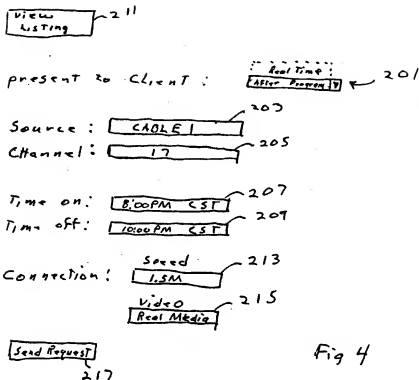 View 211
Listing
Real Time
present to Client: After Program 201
203
Source: CABLE 1
205
Channel: 17
207
Time on: 8:00PM CST
209
Time off: 10:00PM CST
Speed 213
Connection: 1.5M
Video 215
Real Media
Send Request
217
Fig 4